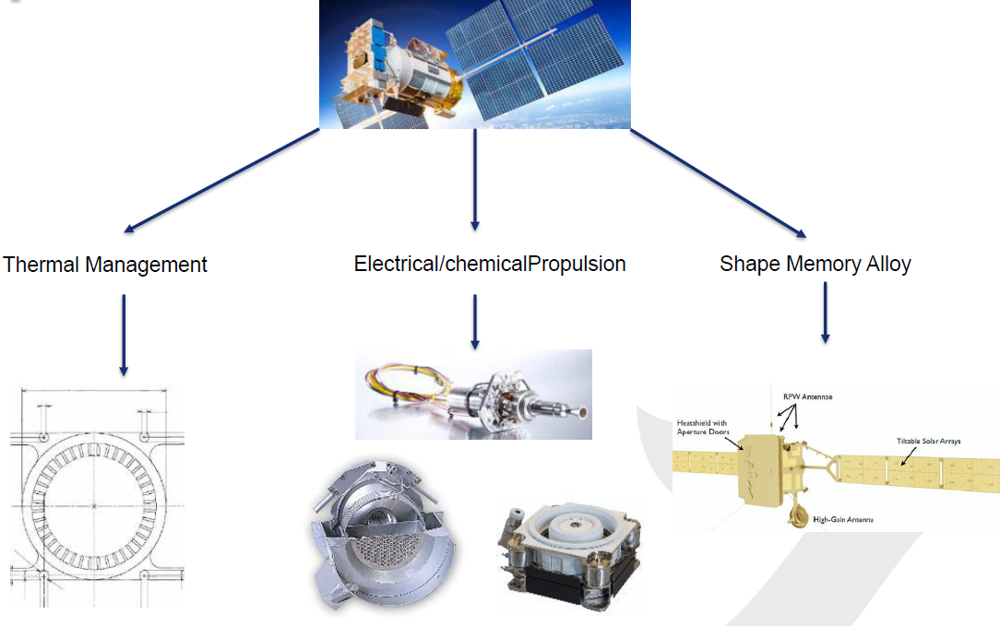 Thermal Management
Electrical/chemicalPropulsion
Shape Memory Alloy
RPW Antennae
Heatshield with
Aperture Doors
Tiltable Solar Arrays
High-Gain Antenna